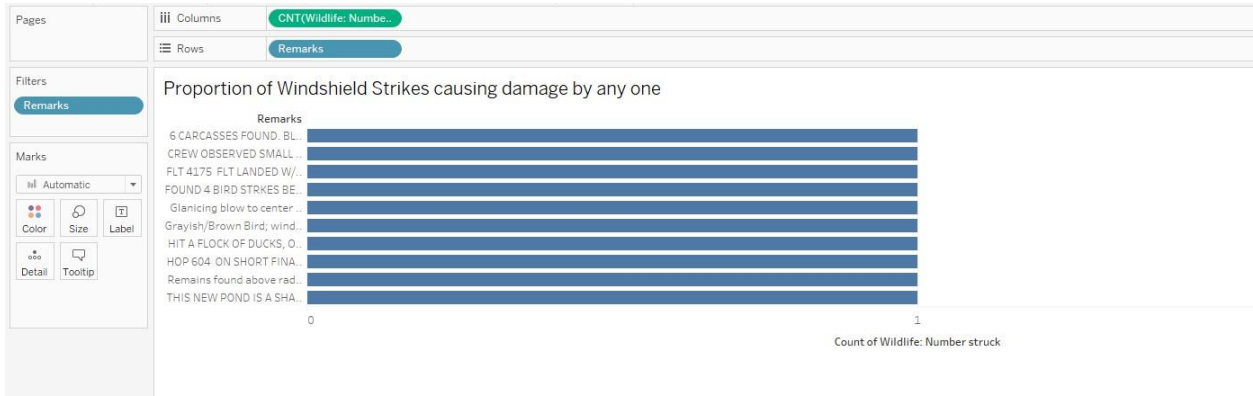 Pages
Columns
CNT(Wildlife: Numbe..
Rows
Remarks
Filters
Remarks
Marks
Automatic
Color
Size
Label
Detail
Tooltip
Proportion of Windshield Strikes causing damage by any one
Remarks
6 CARCASSES FOUND. BL..
CREW OBSERVED SMALL ..
FLT 4175 FLT LANDED W/..
FOUND 4 BIRD STRKES BE..
Glanicing blow to center ..
Grayish/Brown Bird; wind..
HIT A FLOCK OF DUCKS, O..
HOP 604 ON SHORT FINA..
Remains found above rad..
THIS NEW POND IS A SHA..
0 1
Count of Wildlife: Number struck